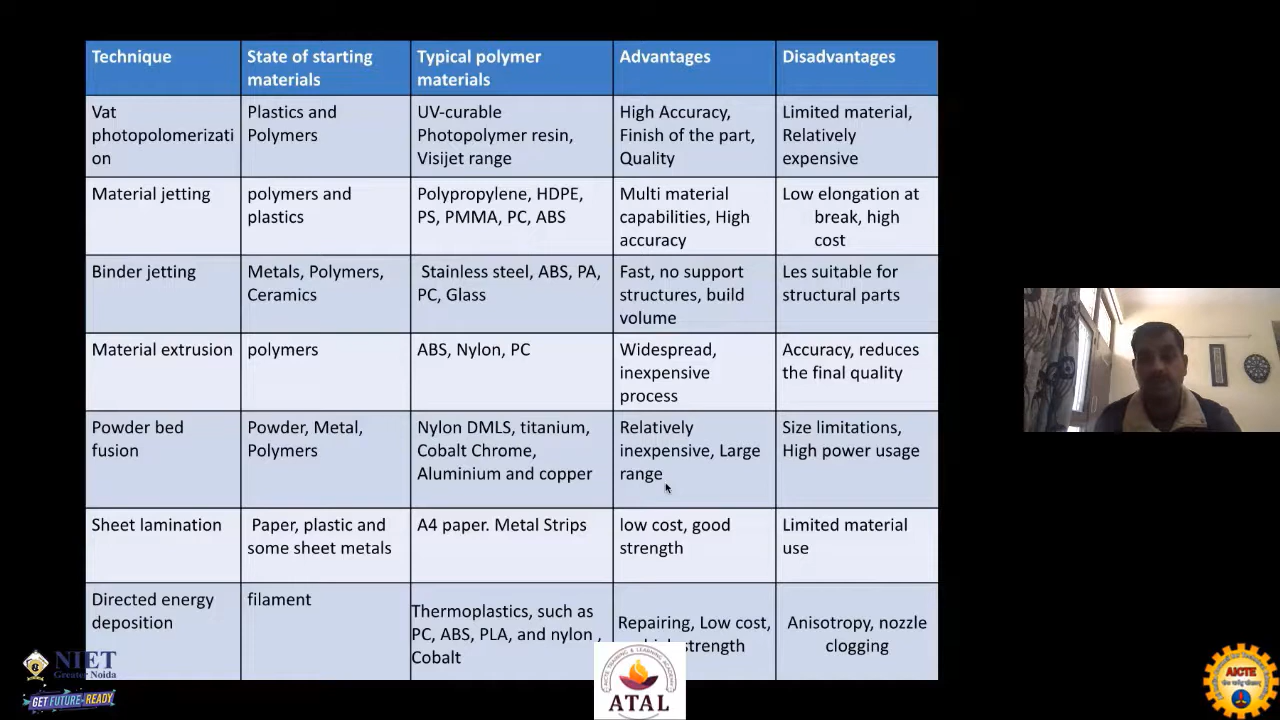 Technique
State of starting
materials
Typical polymer
materials
Advantages
Disadvantages
Vat
photopolomerizati
on
Plastics and
Polymers
UV-curable
Photopolymer resin,
Visijet range
High Accuracy,
Finish of the part,
Quality
Limited material,
Relatively
expensive
Material jetting
polymers and
plastics
Polypropylene, HDPE,
PS, PMMA, PC, ABS
Multi material
capabilities, High
accuracy
Low elongation at
break, high
cost
Binder jetting
Metals, Polymers,
Ceramics
Stainless steel, ABS, PA,
PC, Glass
Fast, no support
structures, build
volume
Les suitable for
structural parts
Material extrusion
polymers
ABS, Nylon, PC
Widespread,
inexpensive
process
Accuracy, reduces
the final quality
Powder bed
fusion
Powder, Metal,
Polymers
Nylon DMLS, titanium,
Cobalt Chrome,
Aluminium and copper
Relatively
inexpensive, Large
range
Size limitations,
High power usage
Sheet lamination
Paper, plastic and
some sheet metals
A4 paper. Metal Strips
low cost, good
strength
Limited material
use
Directed energy
deposition
filament
Thermoplastics, such as
PC, ABS, PLA, and nylon ,
Cobalt
Repairing, Low cost,
strength
Anisotropy, nozzle
clogging
NIET
Greater Noida
GET FUTURE-READY
AICTE TRAINING & LEARNING ACADEMY
ATAL
AICTE